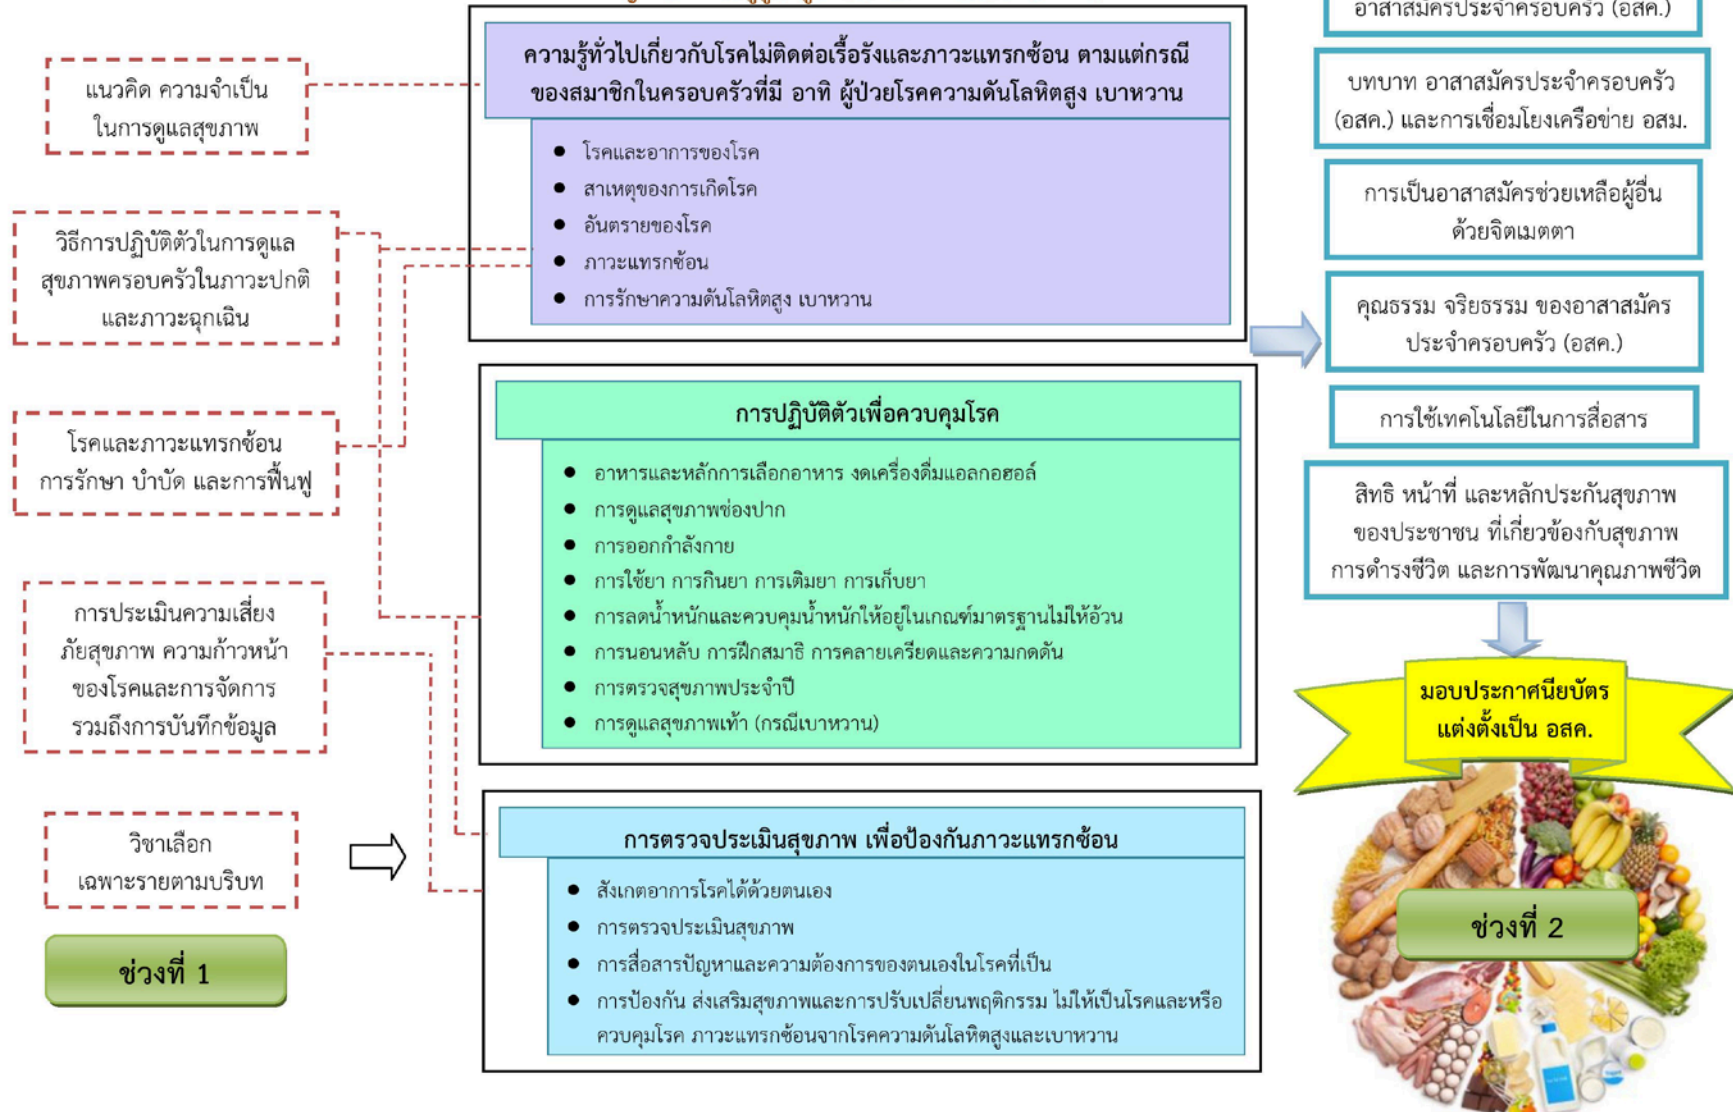 แนวคิด ความจำเป็น
ในการดูแลสุขภาพ
วิธีการปฏิบัติตัวในการดูแล
สุขภาพครอบครัวในภาวะปกติ
และภาวะฉุกเฉิน
โรคและภาวะแทรกซ้อน
การรักษา บำบัด และการฟื้นฟู
การประเมินความเสี่ยง
ภัยสุขภาพ ความก้าวหน้า
ของโรคและการจัดการ
รวมถึงการบันทึกข้อมูล
วิชาเลือก
เฉพาะรายตามบริบท
ช่วงที่ 1
ความรู้ทั่วไปเกี่ยวกับโรคไม่ติดต่อเรื้อรังและภาวะแทรกซ้อน ตามแต่กรณี
ของสมาชิกในครอบครัวที่มี อาทิ ผู้ป่วยโรคความดันโลหิตสูง เบาหวาน
● โรคและอาการของโรค
● สาเหตุของการเกิดโรค
● อันตรายของโรค
● ภาวะแทรกซ้อน
● การรักษาความดันโลหิตสูง เบาหวาน
การปฏิบัติตัวเพื่อควบคุมโรค
● อาหารและหลักการเลือกอาหาร งดเครื่องดื่มแอลกอฮอล์
● การดูแลสุขภาพช่องปาก
● การออกกำลังกาย
● การใช้ยา การกินยา การเติมยา การเก็บยา
● การลดน้ำหนักและควบคุมน้ำหนักให้อยู่ในเกณฑ์มาตรฐานไม่ให้อ้วน
● การนอนหลับ การฝึกสมาธิ การคลายเครียดและความกดดัน
● การตรวจสุขภาพประจำปี
● การดูแลสุขภาพเท้า (กรณีเบาหวาน)
การตรวจประเมินสุขภาพ เพื่อป้องกันภาวะแทรกซ้อน
● สังเกตอาการโรคได้ด้วยตนเอง
● การตรวจประเมินสุขภาพ
● การสื่อสารปัญหาและความต้องการของตนเองในโรคที่เป็น
● การป้องกัน ส่งเสริมสุขภาพและการปรับเปลี่ยนพฤติกรรม ไม่ให้เป็นโรคและหรือ
ควบคุมโรค ภาวะแทรกซ้อนจากโรคความดันโลหิตสูงและเบาหวาน
อาสาสมัครประจำครอบครัว (อสค.)
บทบาท อาสาสมัครประจำครอบครัว
(อสค.) และการเชื่อมโยงเครือข่าย อสม.
การเป็นอาสาสมัครช่วยเหลือผู้อื่น
ด้วยจิตเมตตา
คุณธรรม จริยธรรม ของอาสาสมัคร
ประจำครอบครัว (อสค.)
การใช้เทคโนโลยีในการสื่อสาร
สิทธิ หน้าที่ และหลักประกันสุขภาพ
ของประชาชน ที่เกี่ยวข้องกับสุขภาพ
การดำรงชีวิต และการพัฒนาคุณภาพชีวิต
มอบประกาศนียบัตร
แต่งตั้งเป็น อสค.
ช่วงที่ 2